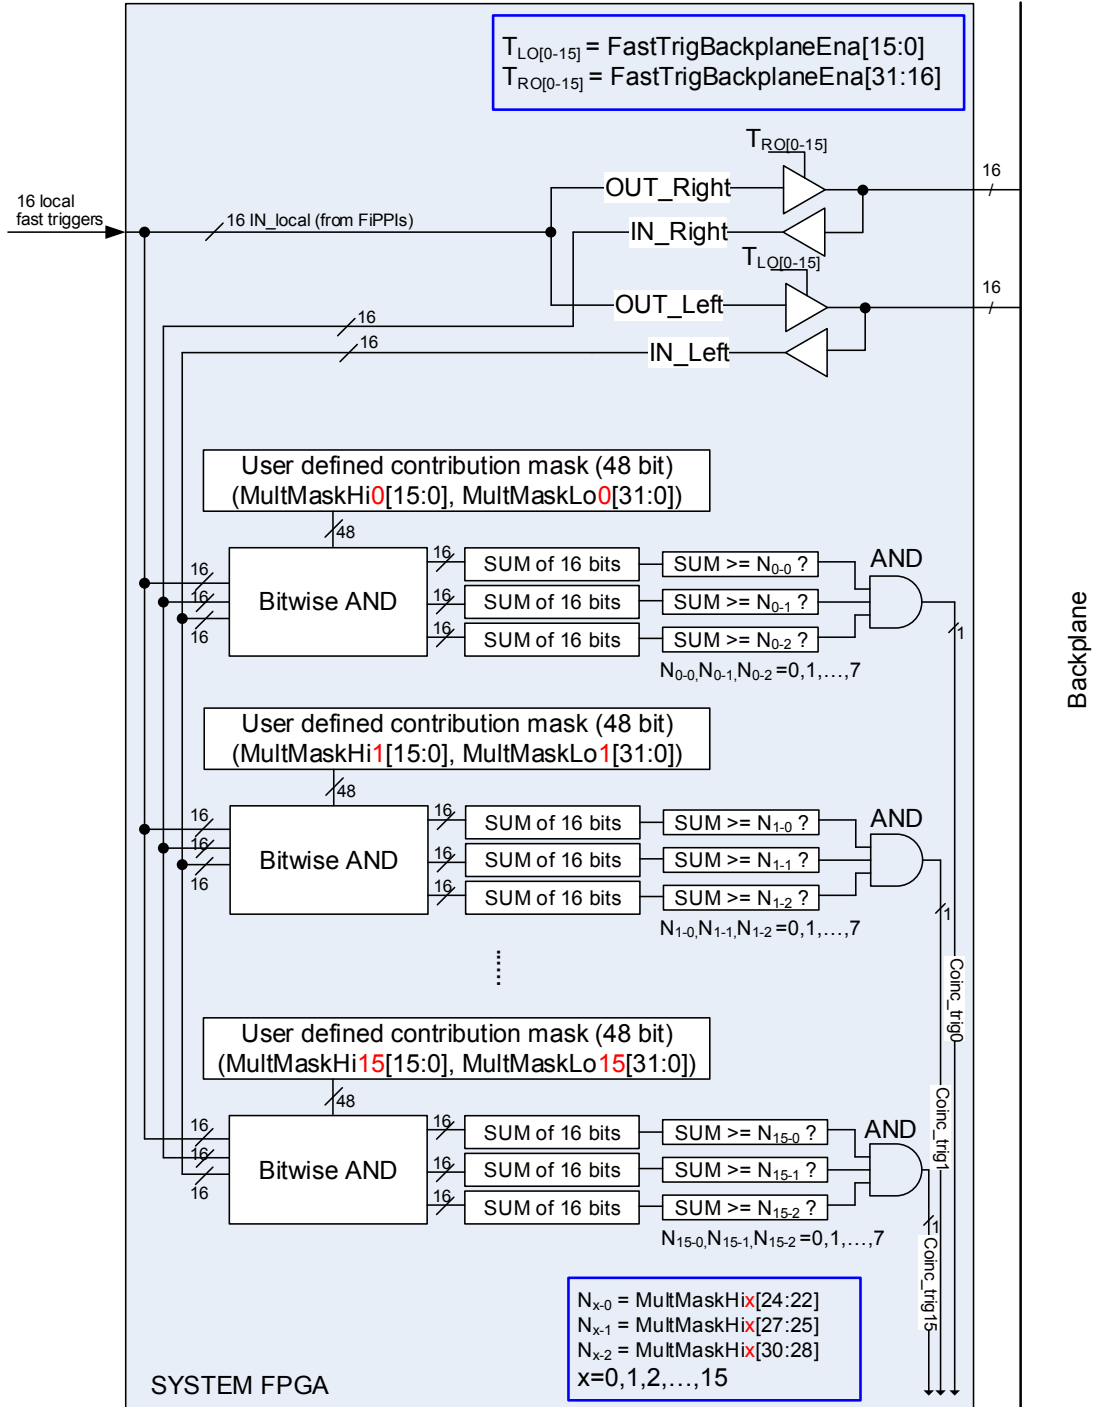 T_LO[0-15] = FastTrigBackplaneEna[15:0]
T_RO[0-15] = FastTrigBackplaneEna[31:16]
T_RO[0-15]
16
OUT_Right
16 local
fast triggers
16 IN_local (from FiPPIs)
IN_Right
T_LO[0-15]
16
OUT_Left
16
16
IN_Left
User defined contribution mask (48 bit)
(MultMaskHi0[15:0], MultMaskLo0[31:0])
48
16
16
16
Bitwise AND
16
16
16
SUM of 16 bits
SUM of 16 bits
SUM of 16 bits
SUM >= N0-0 ?
SUM >= N0-1 ?
SUM >= N0-2 ?
AND
1
N0-0,N0-1,N0-2 =0,1,…,7
Backplane
User defined contribution mask (48 bit)
(MultMaskHi1[15:0], MultMaskLo1[31:0])
48
16
16
16
Bitwise AND
16
16
16
SUM of 16 bits
SUM of 16 bits
SUM of 16 bits
SUM >= N1-0 ?
SUM >= N1-1 ?
SUM >= N1-2 ?
AND
1
N1-0,N1-1,N1-2 =0,1,…,7
......
Coinc_trig0
Coinc_trig1
User defined contribution mask (48 bit)
(MultMaskHi15[15:0], MultMaskLo15[31:0])
48
16
16
16
Bitwise AND
16
16
16
SUM of 16 bits
SUM of 16 bits
SUM of 16 bits
SUM >= N15-0 ?
SUM >= N15-1 ?
SUM >= N15-2 ?
AND
1
N15-0,N15-1,N15-2 =0,1,…,7
Coinc_trig15
Nx-0 = MultMaskHix[24:22]
Nx-1 = MultMaskHix[27:25]
Nx-2 = MultMaskHix[30:28]
x=0,1,2,…,15
SYSTEM FPGA